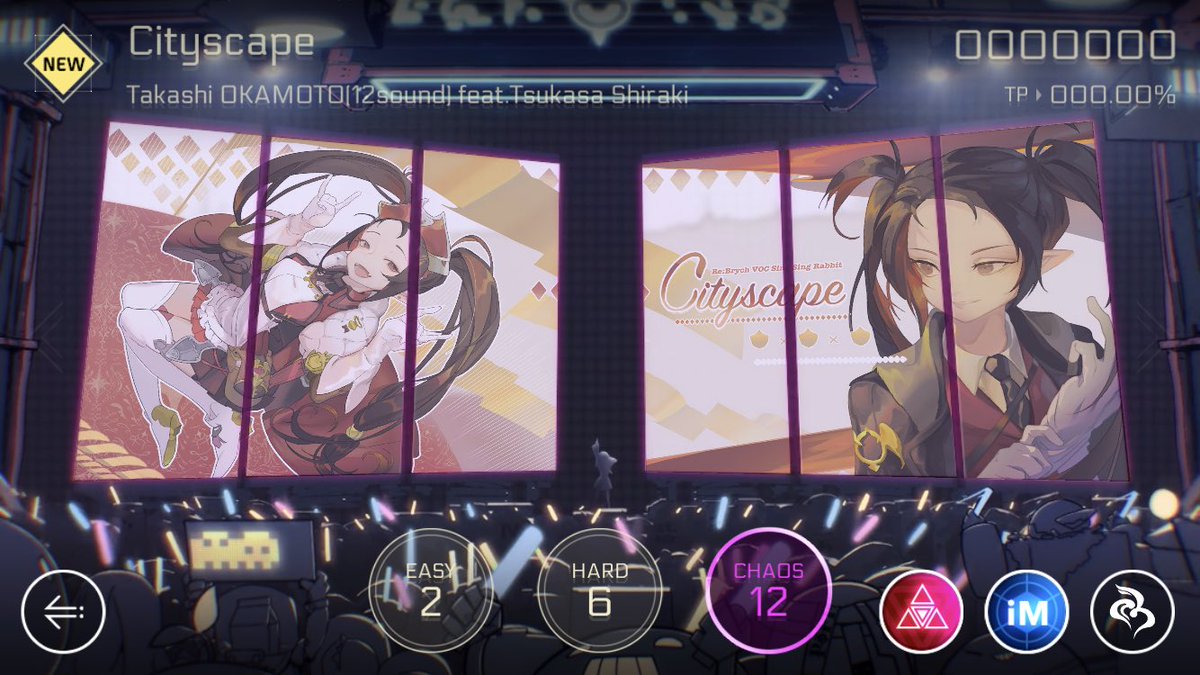 NEW
Cityscape
0000000
Takashi OKAMOTO(12sound) feat.Tsukasa Shiraki
TP 000.00%
Re:Brych VOC Sing Sing Rabbit
Cityscape
EASY
2
HARD
6
CHAOS
12
iM